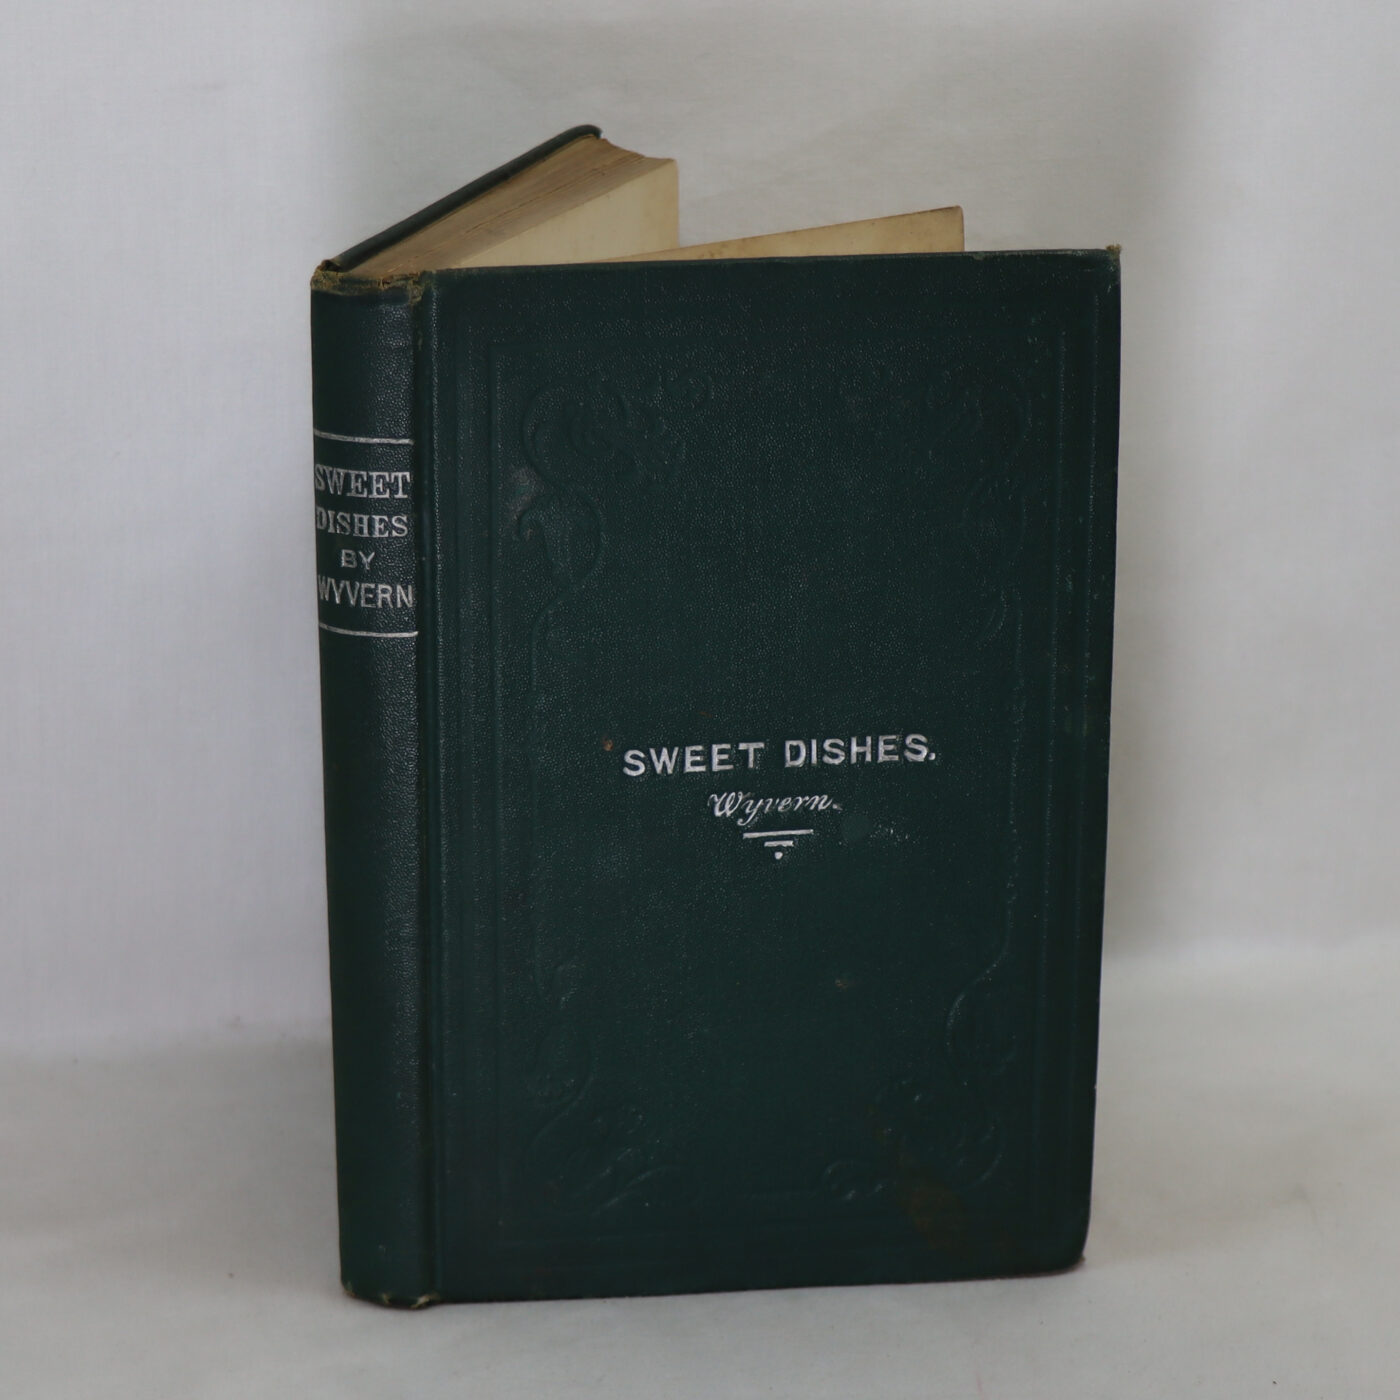 SWEET
DISHES
BY
WYVERN
SWEET DISHES.
Wyvern.